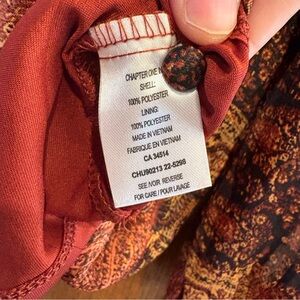 CHAPTER ONE
SHELL:
100% POLYESTER
LINING:
100% POLYESTER
MADE IN VIETNAM
FABRIQUE EN VIETNAM
CA 34514
CHU90213 22-5298
SEE NOIR REVERSE
FOR CARE / POUR LAVAGE